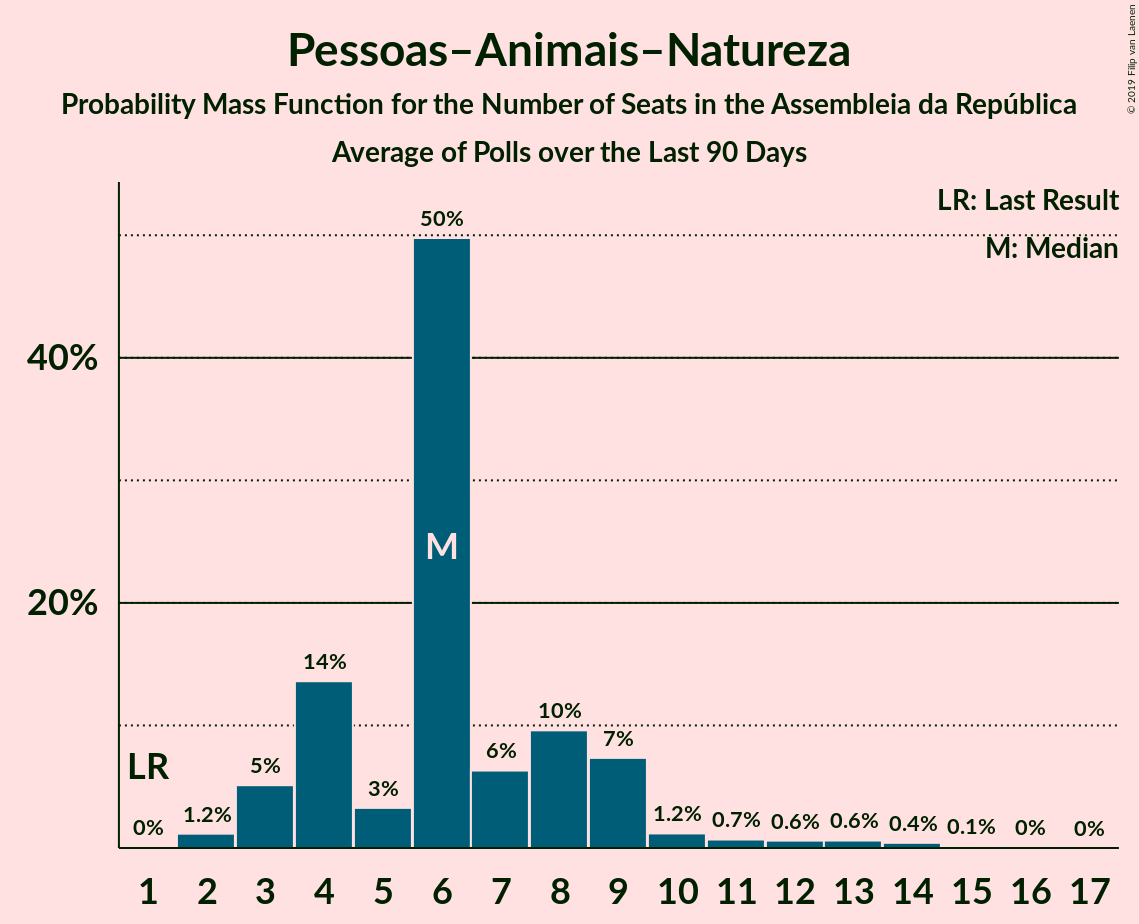 Pessoas–Animais–Natureza
Probability Mass Function for the Number of Seats in the Assembleia da República
Average of Polls over the Last 90 Days
© 2019 Filip van Laenen
LR: Last Result
M: Median
40%
20%
LR
M
0%
1.2%
5%
14%
3%
50%
6%
10%
7%
1.2%
0.7%
0.6%
0.6%
0.4%
0.1%
0%
0%
1 2 3 4 5 6 7 8 9 10 11 12 13 14 15 16 17